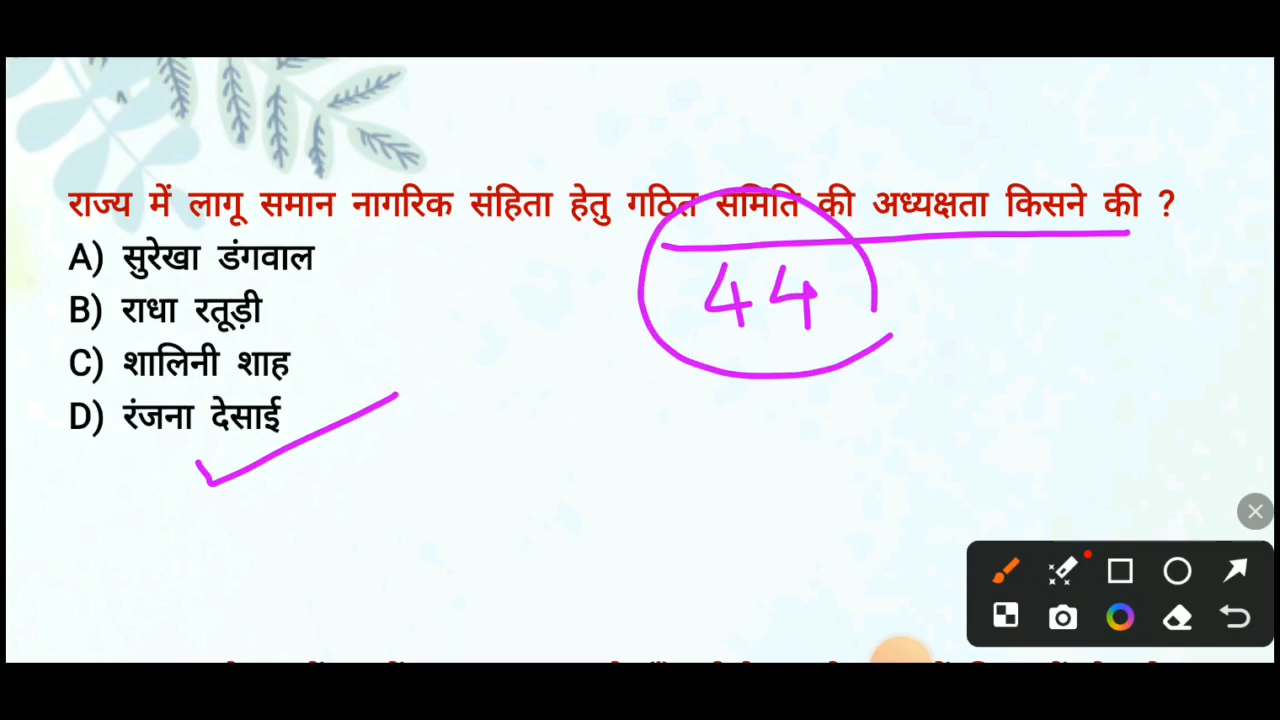 राज्य में लागू समान नागरिक संहिता हेतु गठित समिति की अध्यक्षता किसने की ?
A) सुरेखा डंगवाल
44
B) राधा रतूड़ी
C) शालिनी शाह
D) रंजना देसाई